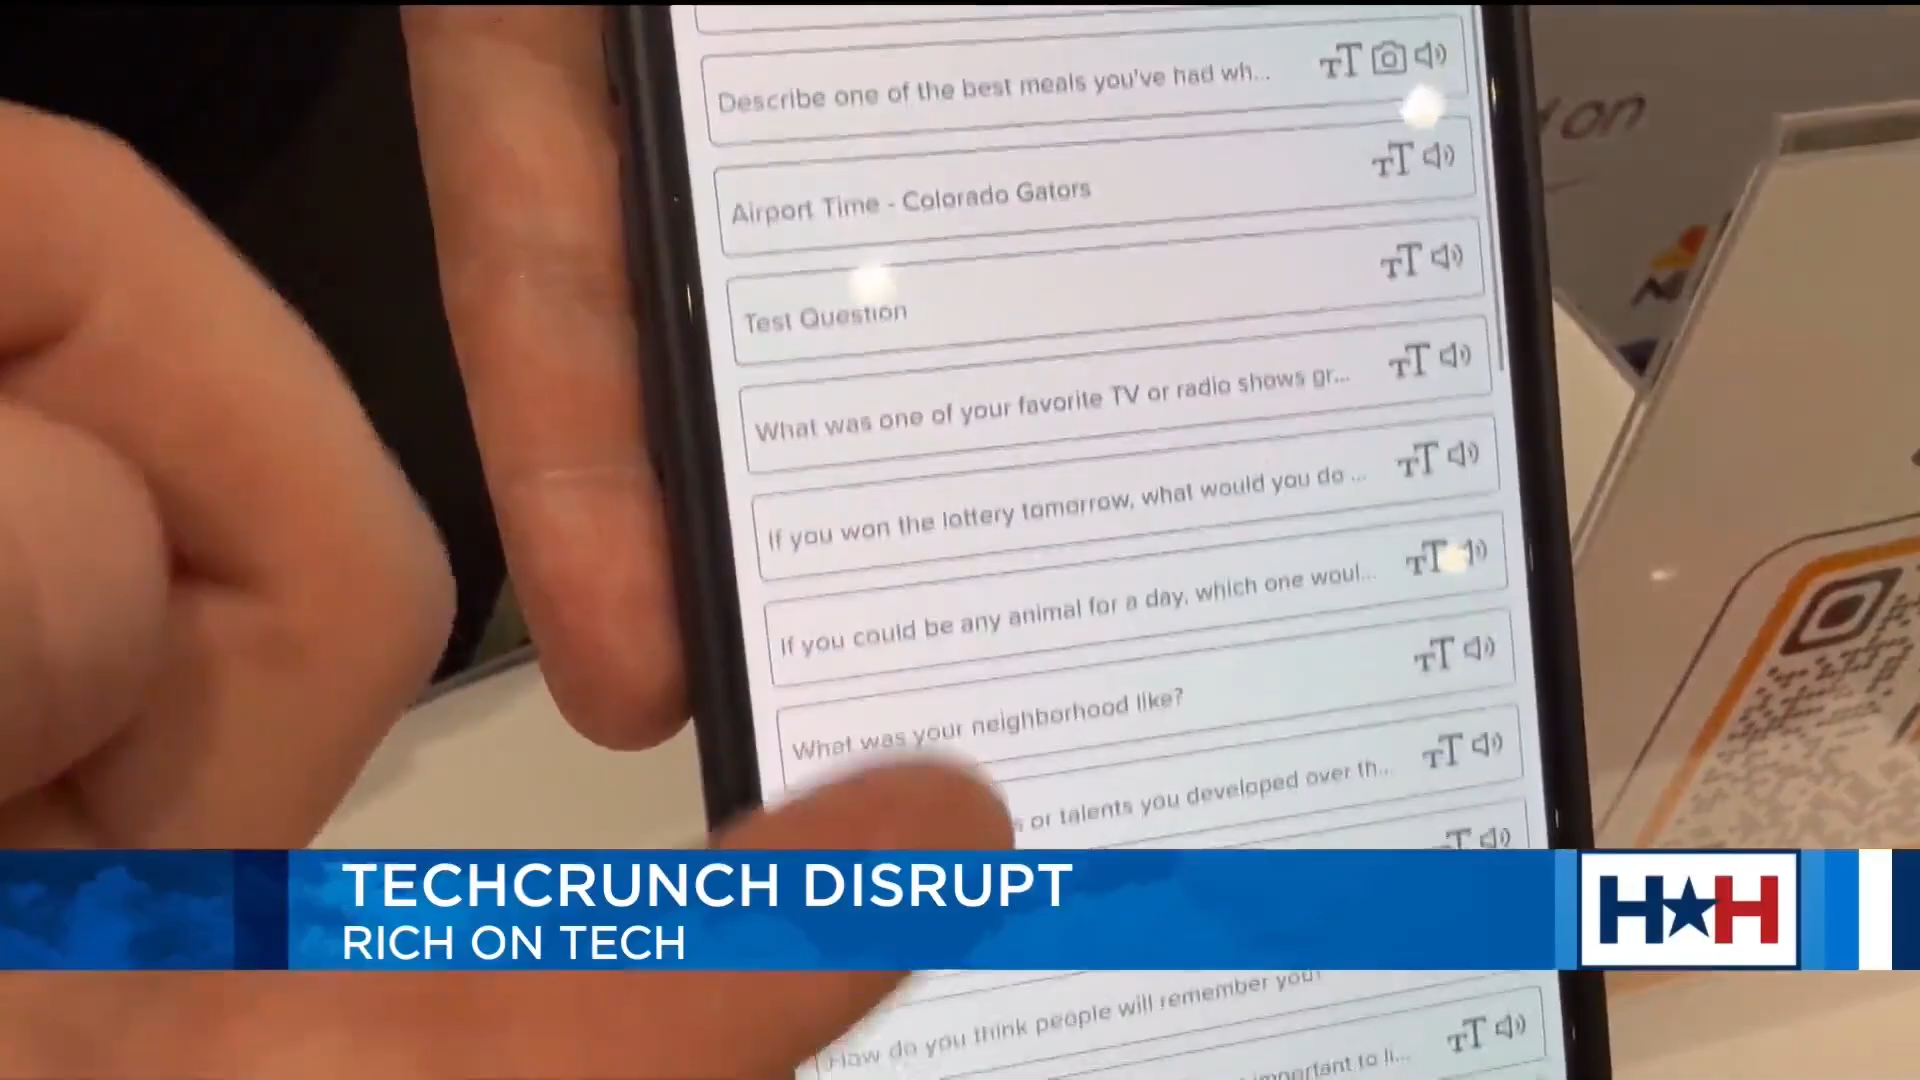 Describe one of the best meals you've had wh...
Airport Time - Colorado Gators
Test Question
What was one of your favorite TV or radio shows gr...
If you won the lottery tomorrow, what would you do ...
If you could be any animal for a day, which one woul...
What was your neighborhood like?
or talents you developed over th...
TECHCRUNCH DISRUPT
RICH ON TECH
H★H
How do you think people will remember you?
important to li...
on